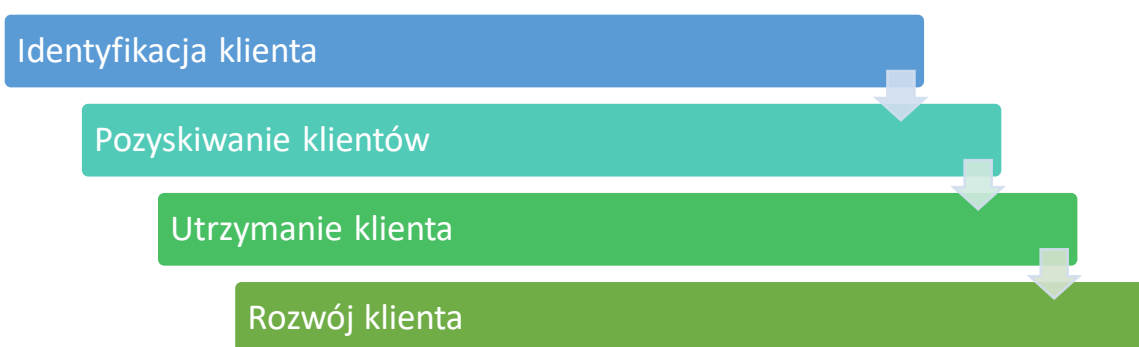 Identyfikacja klienta
Pozyskiwanie klientów
Utrzymanie klienta
Rozwój klienta